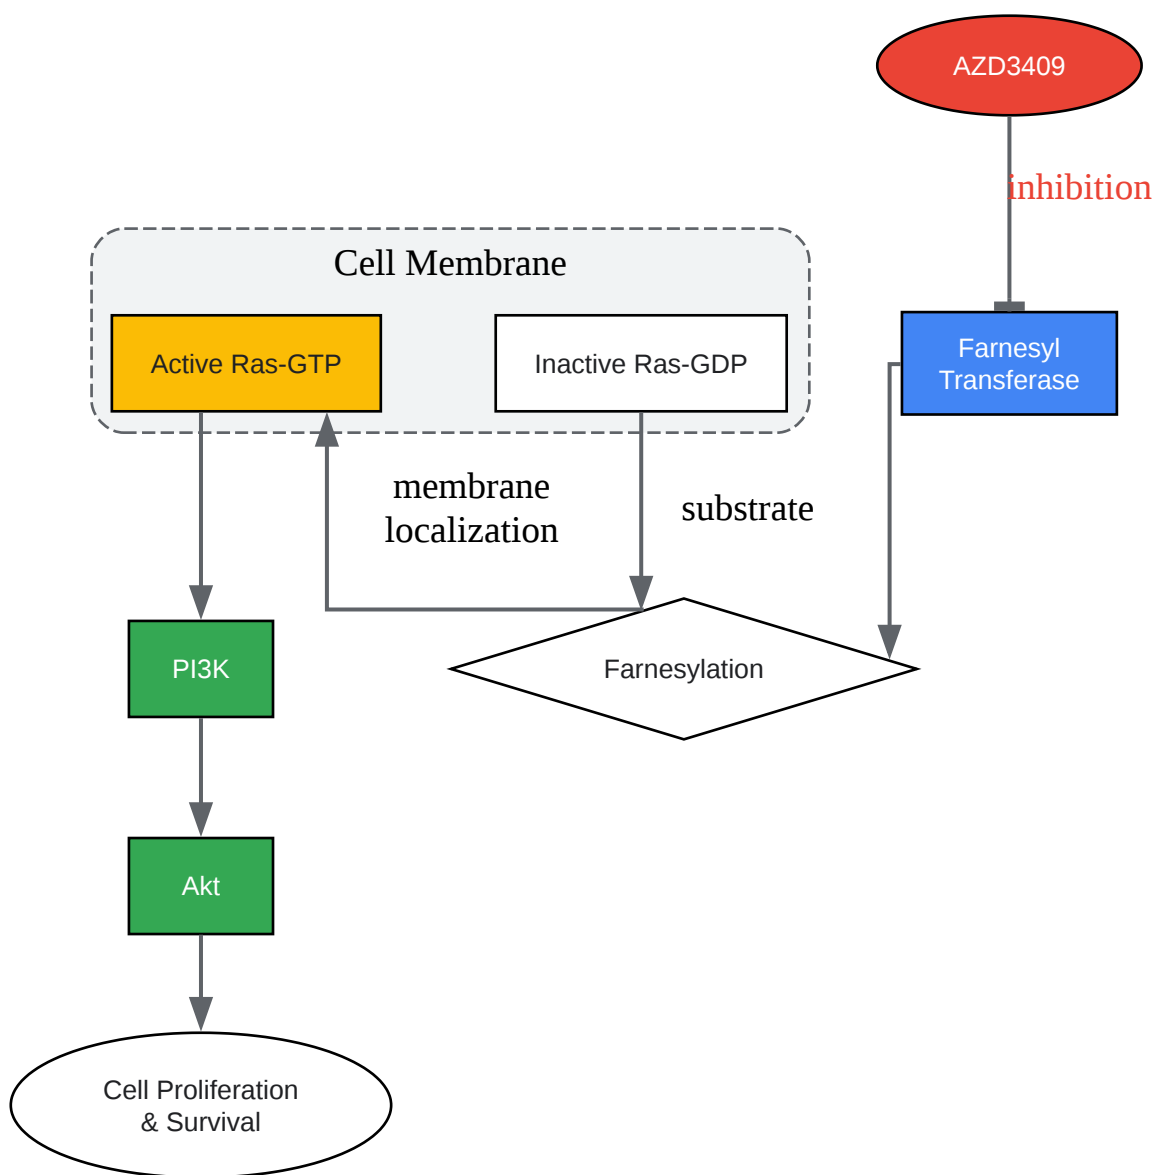 AZD3409
inhibition
Cell Membrane
Active Ras-GTP
Inactive Ras-GDP
Farnesyl
Transferase
membrane
localization
substrate
PI3K
Farnesylation
Akt
Cell Proliferation
& Survival